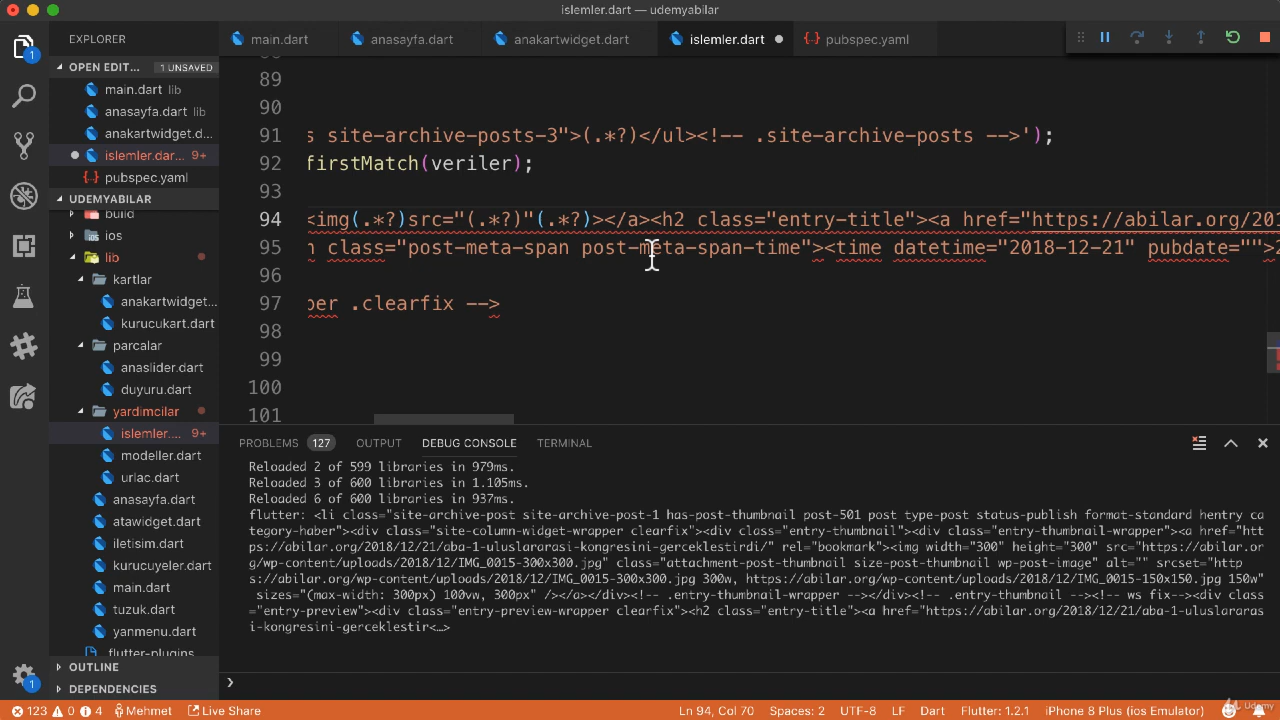 islemler.dart — udemyabilar
EXPLORER
main.dart
anasayfa.dart
anakartwidget.dart
islemler.dart
pubspec.yaml
OPEN EDIT... 1 UNSAVED
main.dart lib
anasayfa.dart lib
anakartwidget.d...
islemler.dar... 9+
pubspec.yaml
UDEMYABILAR
build
ios
lib
kartlar
anakartwidget...
kurucukart.dart
parcalar
anaslider.dart
duyuru.dart
yardimcilar
islemler.... 9+
modeller.dart
urlac.dart
anasayfa.dart
atawidget.dart
iletisim.dart
kurucuyeler.dart
main.dart
tuzuk.dart
yanmenu.dart
.flutter-plugins
OUTLINE
DEPENDENCIES
89
90
91 s site-archive-posts-3">(.*?)</ul><!-- .site-archive-posts -->');
92 firstMatch(veriler);
93
94 <img(.*?)src="(.*?)"(.*?)></a><h2 class="entry-title"><a href="https://abilar.org/201
95 n class="post-meta-span post-meta-span-time"><time datetime="2018-12-21" pubdate="">2
96
97 per .clearfix -->
98
99
100
101
PROBLEMS 127 OUTPUT DEBUG CONSOLE TERMINAL
Reloaded 2 of 599 libraries in 979ms.
Reloaded 3 of 600 libraries in 1.105ms.
Reloaded 6 of 600 libraries in 937ms.
flutter: <li class="site-archive-post site-archive-post-1 has-post-thumbnail post-501 post type-post status-publish format-standard hentry ca
tegory-haber"><div class="site-column-widget-wrapper clearfix"><div class="entry-thumbnail"><div class="entry-thumbnail-wrapper"><a href="htt
ps://abilar.org/2018/12/21/aba-1-uluslararasi-kongresini-gerceklestirdi/" rel="bookmark"><img width="300" height="300" src="https://abilar.or
g/wp-content/uploads/2018/12/IMG_0015-300x300.jpg" class="attachment-post-thumbnail size-post-thumbnail wp-post-image" alt="" srcset="http
s://abilar.org/wp-content/uploads/2018/12/IMG_0015-300x300.jpg 300w, https://abilar.org/wp-content/uploads/2018/12/IMG_0015-150x150.jpg 150w"
sizes="(max-width: 300px) 100vw, 300px" /></a></div><!-- .entry-thumbnail-wrapper --></div><!-- .entry-thumbnail --><!-- ws fix--><div class
="entry-preview"><div class="entry-preview-wrapper clearfix"><h2 class="entry-title"><a href="https://abilar.org/2018/12/21/aba-1-uluslararas
i-kongresini-gerceklestir<…>
123 0 4 Mehmet Live Share
Ln 94, Col 70 Spaces: 2 UTF-8 LF Dart Flutter: 1.2.1 iPhone 8 Plus (ios Emulator)
Udemy